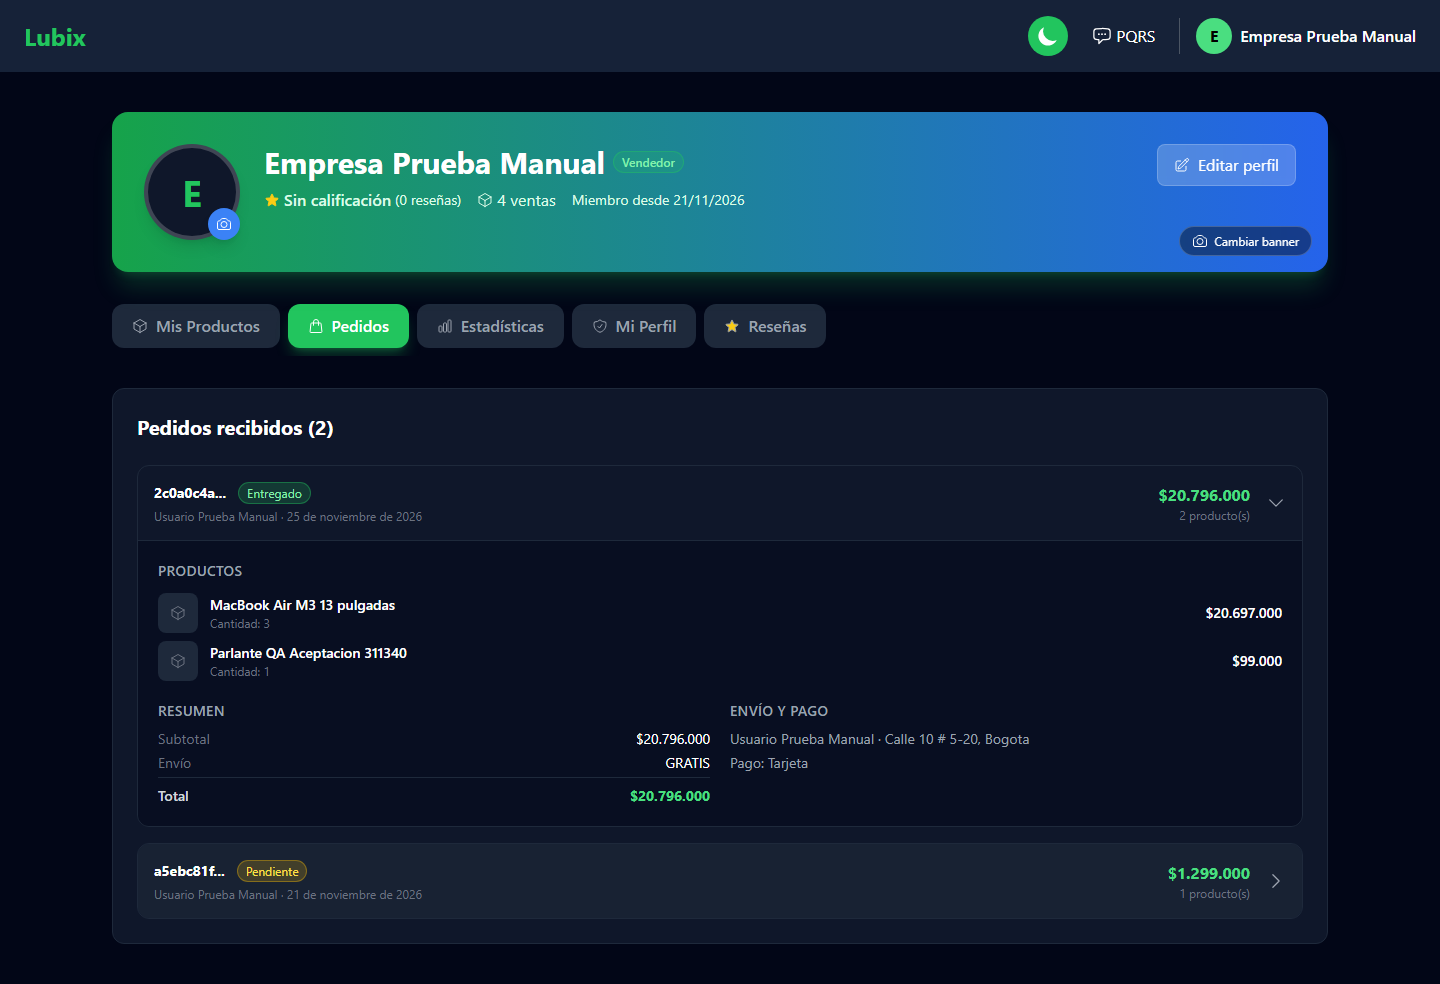 Lubix
PQRS
E
Empresa Prueba Manual
E
Empresa Prueba Manual Vendedor
Sin calificación (0 reseñas) 4 ventas Miembro desde 21/11/2026
Editar perfil
Cambiar banner
Mis Productos Pedidos Estadísticas Mi Perfil Reseñas
Pedidos recibidos (2)
2c0a0c4a... Entregado
Usuario Prueba Manual · 25 de noviembre de 2026
$20.796.000
2 producto(s)
PRODUCTOS
MacBook Air M3 13 pulgadas
Cantidad: 3
$20.697.000
Parlante QA Aceptacion 311340
Cantidad: 1
$99.000
RESUMEN
Subtotal $20.796.000
Envío GRATIS
Total $20.796.000
ENVÍO Y PAGO
Usuario Prueba Manual · Calle 10 # 5-20, Bogota
Pago: Tarjeta
a5ebc81f... Pendiente
Usuario Prueba Manual · 21 de noviembre de 2026
$1.299.000
1 producto(s)